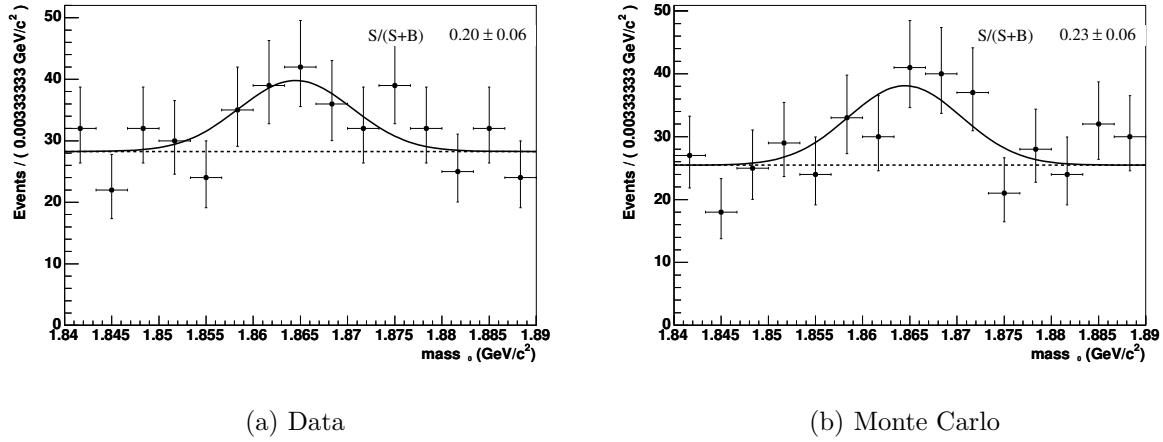 Events / ( 0.00333333 GeV/c²)
50
40
30
20
10
0
S/(S+B) 0.20 ± 0.06
1.84 1.845 1.85 1.855 1.86 1.865 1.87 1.875 1.88 1.885 1.89
mass ₀ (GeV/c²)
(a) Data
Events / ( 0.00333333 GeV/c²)
50
40
30
20
10
0
S/(S+B) 0.23 ± 0.06
1.84 1.845 1.85 1.855 1.86 1.865 1.87 1.875 1.88 1.885 1.89
mass ₀ (GeV/c²)
(b) Monte Carlo